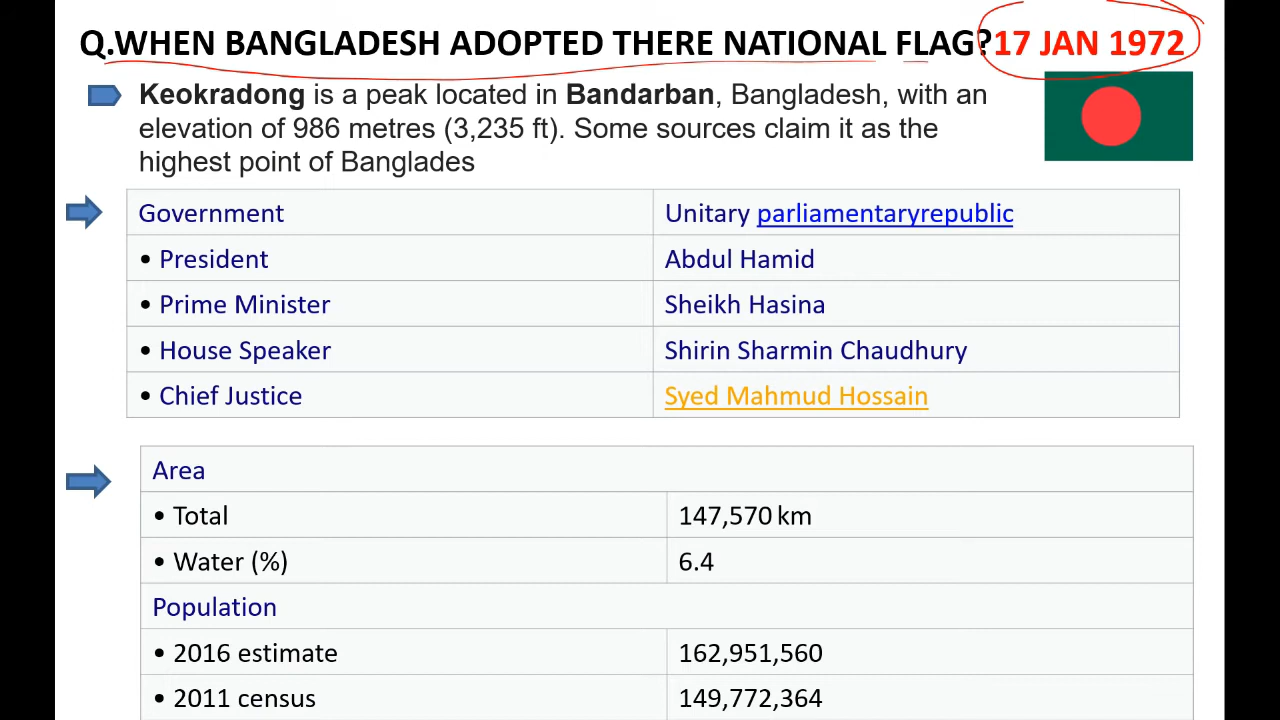 Q.WHEN BANGLADESH ADOPTED THERE NATIONAL FLAG?17 JAN 1972
Keokradong is a peak located in Bandarban, Bangladesh, with an
elevation of 986 metres (3,235 ft). Some sources claim it as the
highest point of Banglades
Government Unitary parliamentaryrepublic
• President Abdul Hamid
• Prime Minister Sheikh Hasina
• House Speaker Shirin Sharmin Chaudhury
• Chief Justice Syed Mahmud Hossain
Area
• Total 147,570 km
• Water (%) 6.4
Population
• 2016 estimate 162,951,560
• 2011 census 149,772,364